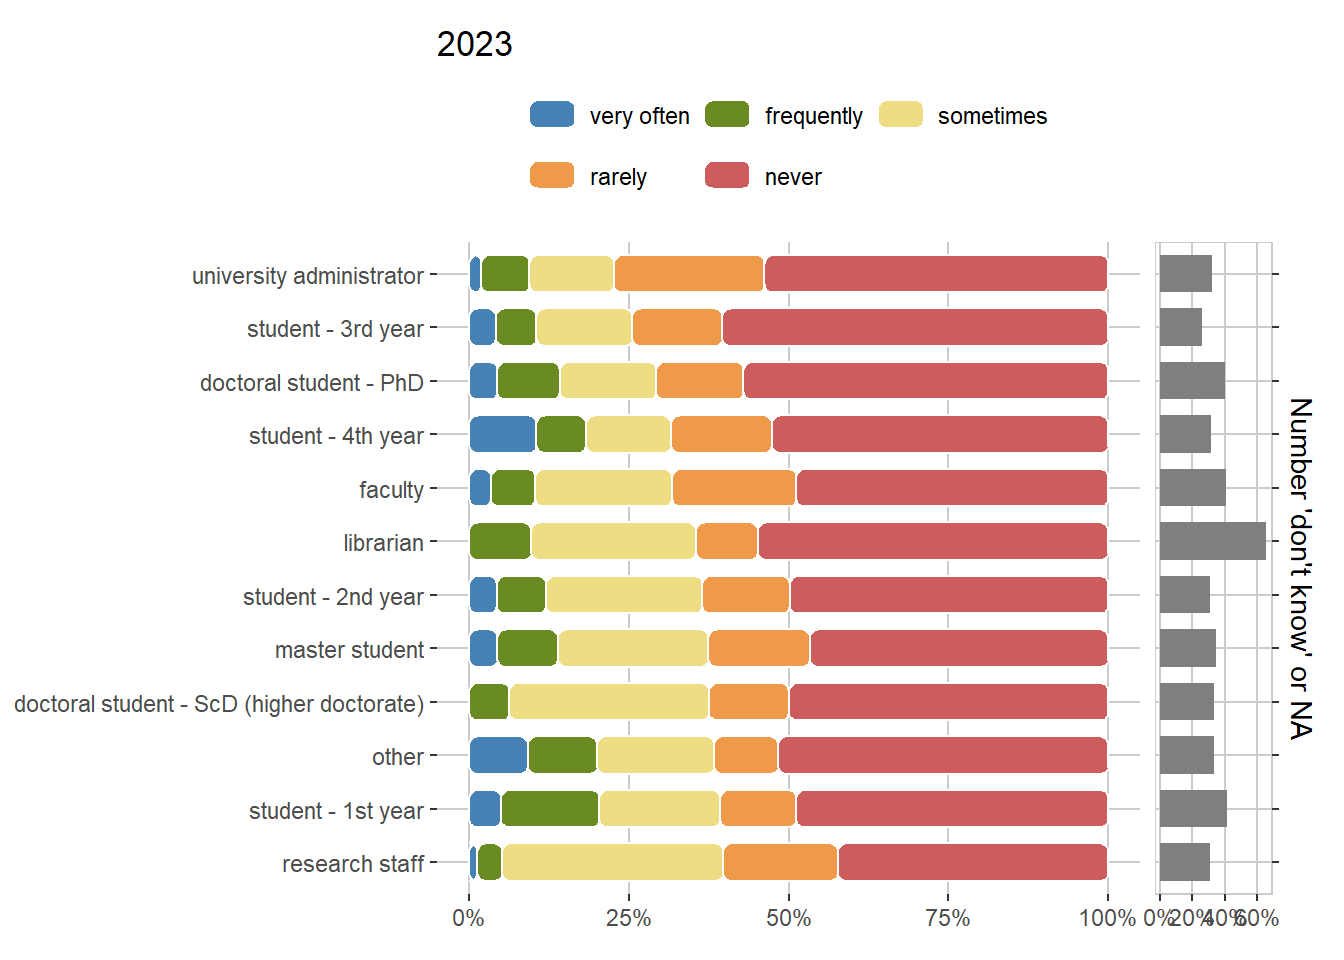 2023
very often frequently sometimes
rarely never
university administrator
student - 3rd year
doctoral student - PhD
student - 4th year
faculty
librarian
student - 2nd year
master student
doctoral student - ScD (higher doctorate)
other
student - 1st year
research staff
0% 25% 50% 75% 100% 0% 20% 40% 60%
Number 'don't know' or NA